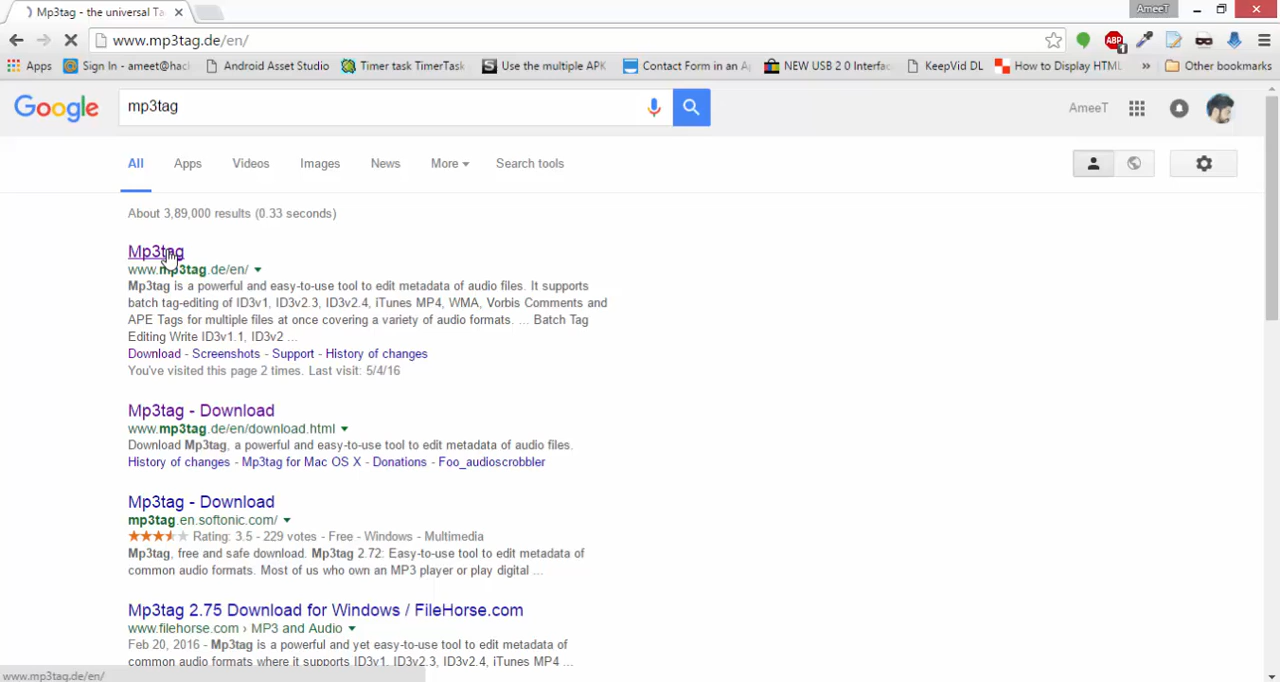 Mp3tag - the universal Ta
AmeeT
www.mp3tag.de/en/
Apps Sign In - ameet@hac Android Asset Studio Timer task TimerTask Use the multiple APK Contact Form in an A NEW USB 2.0 Interfac KeepVid DL How to Display HTML » Other bookmarks
Google mp3tag AmeeT
All Apps Videos Images News More Search tools
About 3,89,000 results (0.33 seconds)
Mp3tag
www.mp3tag.de/en/
Mp3tag is a powerful and easy-to-use tool to edit metadata of audio files. It supports
batch tag-editing of ID3v1, ID3v2.3, ID3v2.4, iTunes MP4, WMA, Vorbis Comments and
APE Tags for multiple files at once covering a variety of audio formats. ... Batch Tag
Editing Write ID3v1.1, ID3v2 ...
Download - Screenshots - Support - History of changes
You've visited this page 2 times. Last visit: 5/4/16
Mp3tag - Download
www.mp3tag.de/en/download.html
Download Mp3tag, a powerful and easy-to-use tool to edit metadata of audio files.
History of changes - Mp3tag for Mac OS X - Donations - Foo_audioscrobbler
Mp3tag - Download
mp3tag.en.softonic.com/
Rating: 3.5 - 229 votes - Free - Windows - Multimedia
Mp3tag, free and safe download. Mp3tag 2.72: Easy-to-use tool to edit metadata of
common audio formats. Most of us who own an MP3 player or play digital ...
Mp3tag 2.75 Download for Windows / FileHorse.com
www.filehorse.com › MP3 and Audio
Feb 20, 2016 - Mp3tag is a powerful and yet easy-to-use tool to edit metadata of
common audio formats where it supports ID3v1, ID3v2.3, ID3v2.4, iTunes MP4 ...
www.mp3tag.de/en/